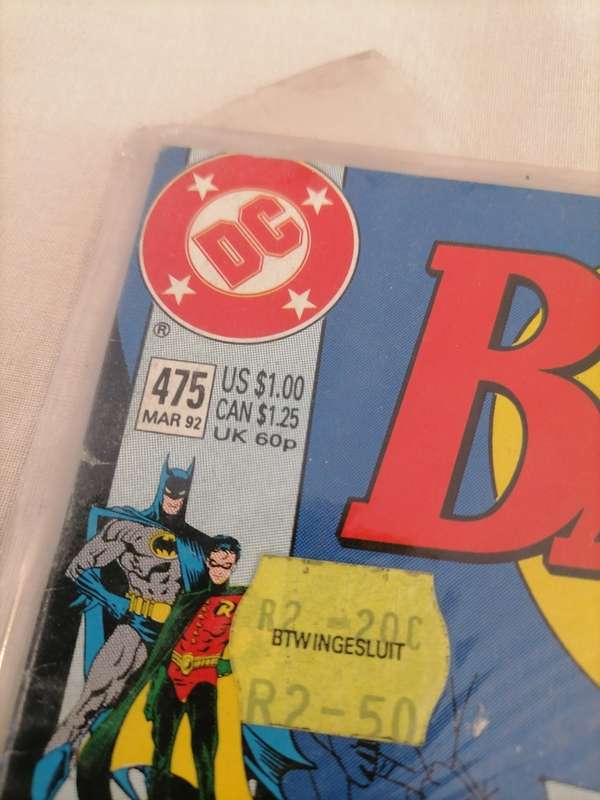 DC
®
475
MAR 92
US $1.00
CAN $1.25
UK 60p
R
R2 -20C
BTWINGESLUIT
R2-50